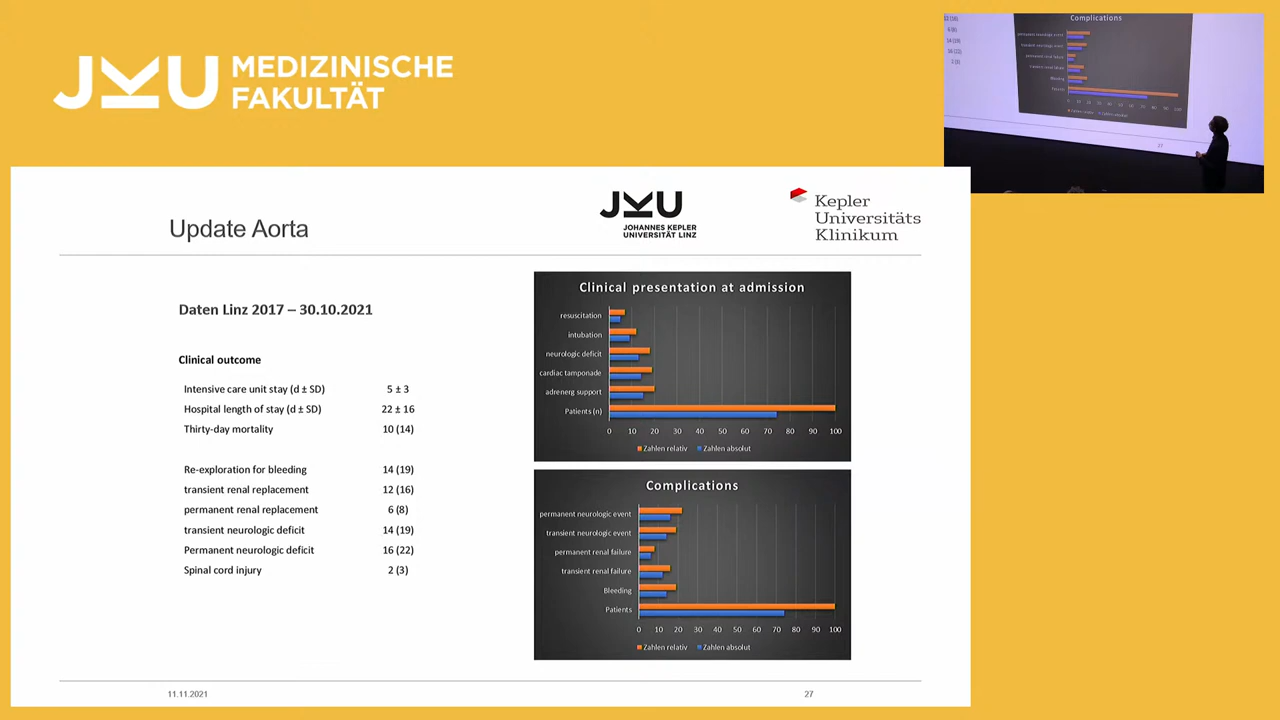 JKU MEDIZINISCHE
FAKULTÄT
Update Aorta
JKU
JOHANNES KEPLER
UNIVERSITÄT LINZ
Kepler
Universitäts
Klinikum
Daten Linz 2017 – 30.10.2021
Clinical outcome
Intensive care unit stay (d ± SD) 5 ± 3
Hospital length of stay (d ± SD) 22 ± 16
Thirty-day mortality 10 (14)
Re-exploration for bleeding 14 (19)
transient renal replacement 12 (16)
permanent renal replacement 6 (8)
transient neurologic deficit 14 (19)
Permanent neurologic deficit 16 (22)
Spinal cord injury 2 (3)
Clinical presentation at admission
resuscitation
intubation
neurologic deficit
cardiac tamponade
adrenerg support
Patients (n)
0 10 20 30 40 50 60 70 80 90 100
Zahlen relativ Zahlen absolut
Complications
permanent neurologic event
transient neurologic event
permanent renal failure
transient renal failure
Bleeding
Patients
0 10 20 30 40 50 60 70 80 90 100
Zahlen relativ Zahlen absolut
11.11.2021
27
Complications